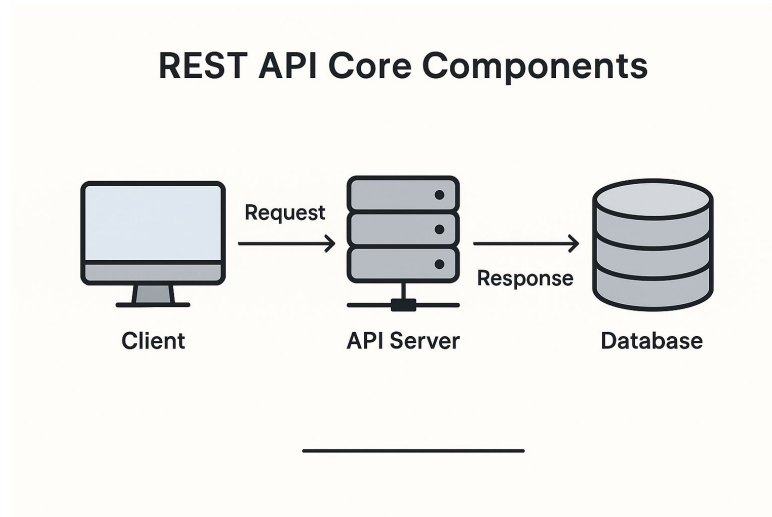 REST API Core Components
Request
Response
Client
API Server
Database